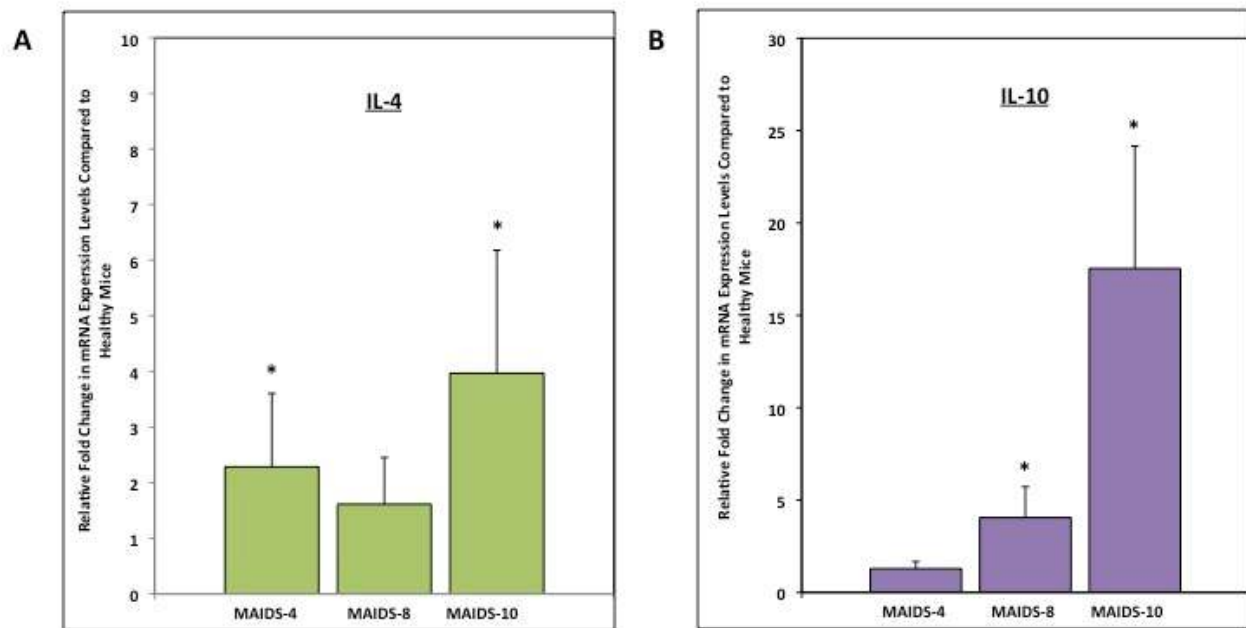 A
Relative Fold Change in mRNA Experssion Levels Compared to
Healthy Mice
10
9
8
7
6
5
4
3
2
1
0
IL-4
*
*
MAIDS-4 MAIDS-8 MAIDS-10
B
Relative Fold Change in mRNA Expression Levels Compared to
Healthy Mice
30
25
20
15
10
5
0
IL-10
*
*
MAIDS-4 MAIDS-8 MAIDS-10